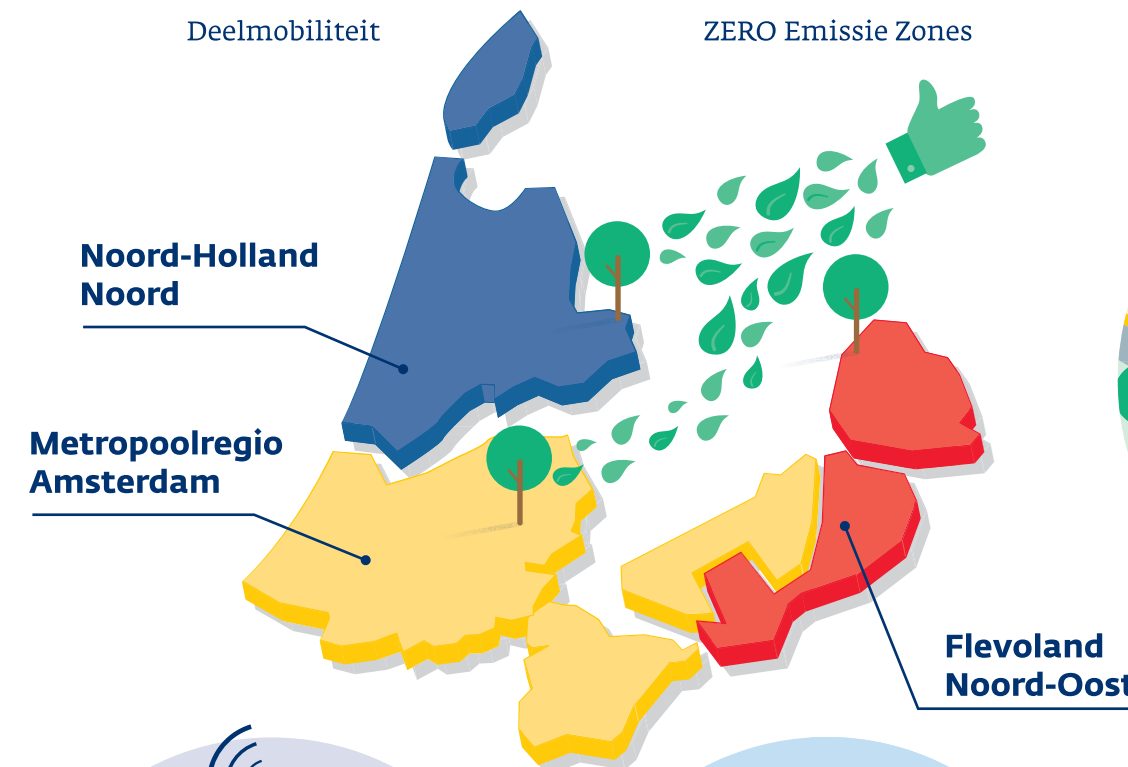 Deelmobiliteit
ZERO Emissie Zones
Noord-Holland
Noord
Metropoolregio
Amsterdam
Flevoland
Noord-Oost